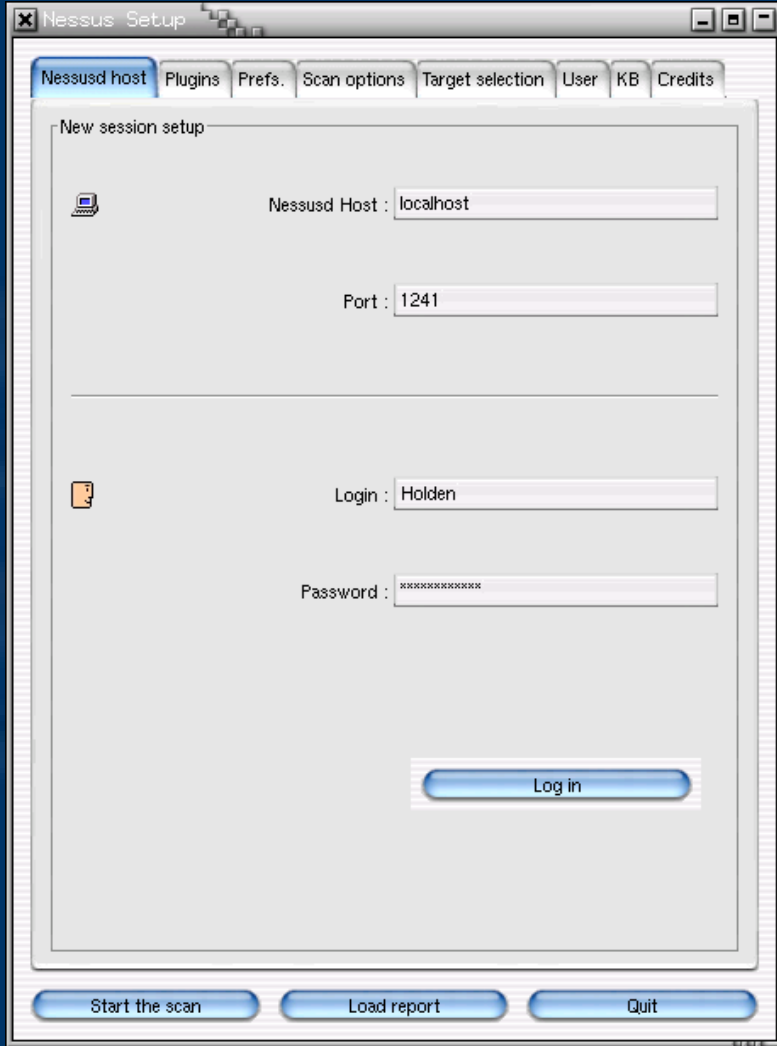 Nessus Setup
Nessusd host Plugins Prefs. Scan options Target selection User KB Credits
New session setup
Nessusd Host : localhost
Port : 1241
Login : Holden
Password : ************
Log in
Start the scan Load report Quit